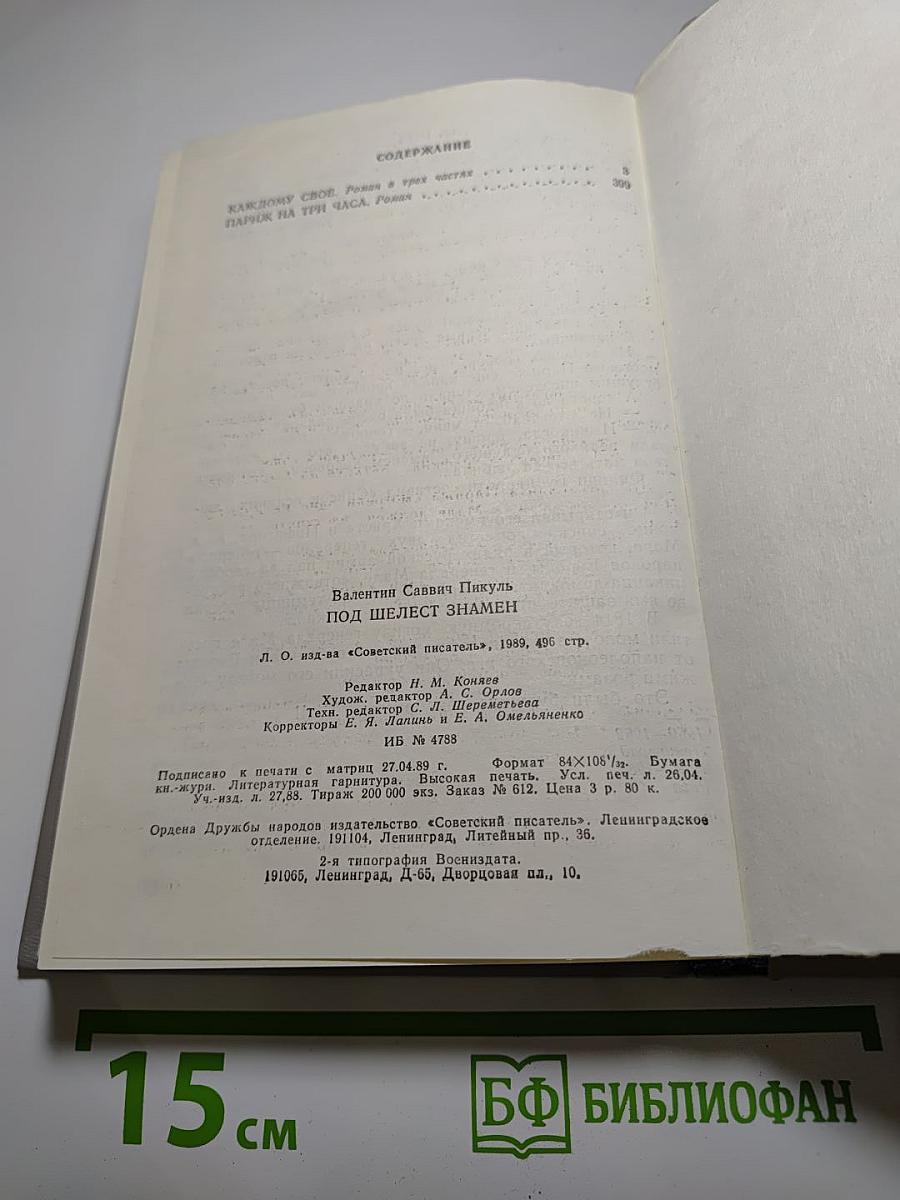 СОДЕРЖАНИЕ
КАЖДОМУ СВОЕ. Роман в трех частях . . . . . . . . . 3
ПАРИЖ НА ТРИ ЧАСА. Роман . . . . . . . . . . . . . 399
Валентин Саввич Пикуль
ПОД ШЕЛЕСТ ЗНАМЕН
Л. О. изд-ва «Советский писатель», 1989, 496 стр.
Редактор Н. М. Коняев
Худож. редактор А. С. Орлов
Техн. редактор С. Л. Шереметьева
Корректоры Е. Я. Лапинь и Е. А. Омельяненко
ИБ № 4788
Подписано к печати с матриц 27.04.89 г. Формат 84×108¹/₃₂. Бумага
кн.-журн. Литературная гарнитура. Высокая печать. Усл. печ. л. 26,04.
Уч.-изд. л. 27,88. Тираж 200 000 экз. Заказ № 612. Цена 3 р. 80 к.
Ордена Дружбы народов издательство «Советский писатель». Ленинградское
отделение. 191104, Ленинград, Литейный пр., 36.
2-я типография Воениздата.
191065, Ленинград, Д-65, Дворцовая пл., 10.
15 см
БФ БИБЛИОФАН